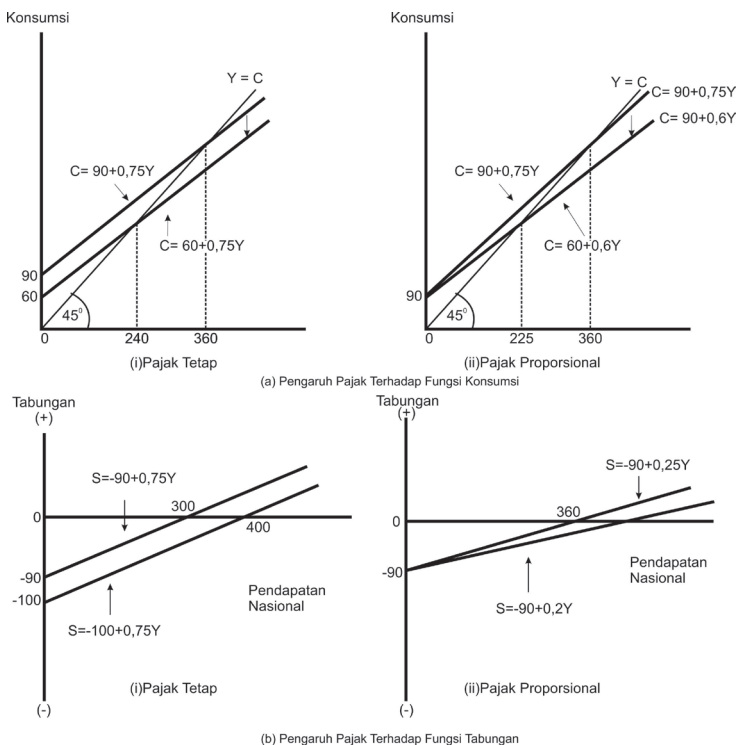 Konsumsi
Y = C
C= 90+0,75Y
C= 60+0,75Y
90
60
45⁰
0
240
360
(i)Pajak Tetap
Konsumsi
Y = C
C= 90+0,75Y
C= 90+0,6Y
C= 90+0,75Y
C= 60+0,6Y
90
45⁰
0
225
360
(ii)Pajak Proporsional
(a) Pengaruh Pajak Terhadap Fungsi Konsumsi
Tabungan
(+)
S=-90+0,75Y
300
0
400
-90
-100
Pendapatan
Nasional
S=-100+0,75Y
(i)Pajak Tetap
(-)
Tabungan
(+)
S=-90+0,25Y
360
0
-90
Pendapatan
Nasional
S=-90+0,2Y
(ii)Pajak Proporsional
(-)
(b) Pengaruh Pajak Terhadap Fungsi Tabungan